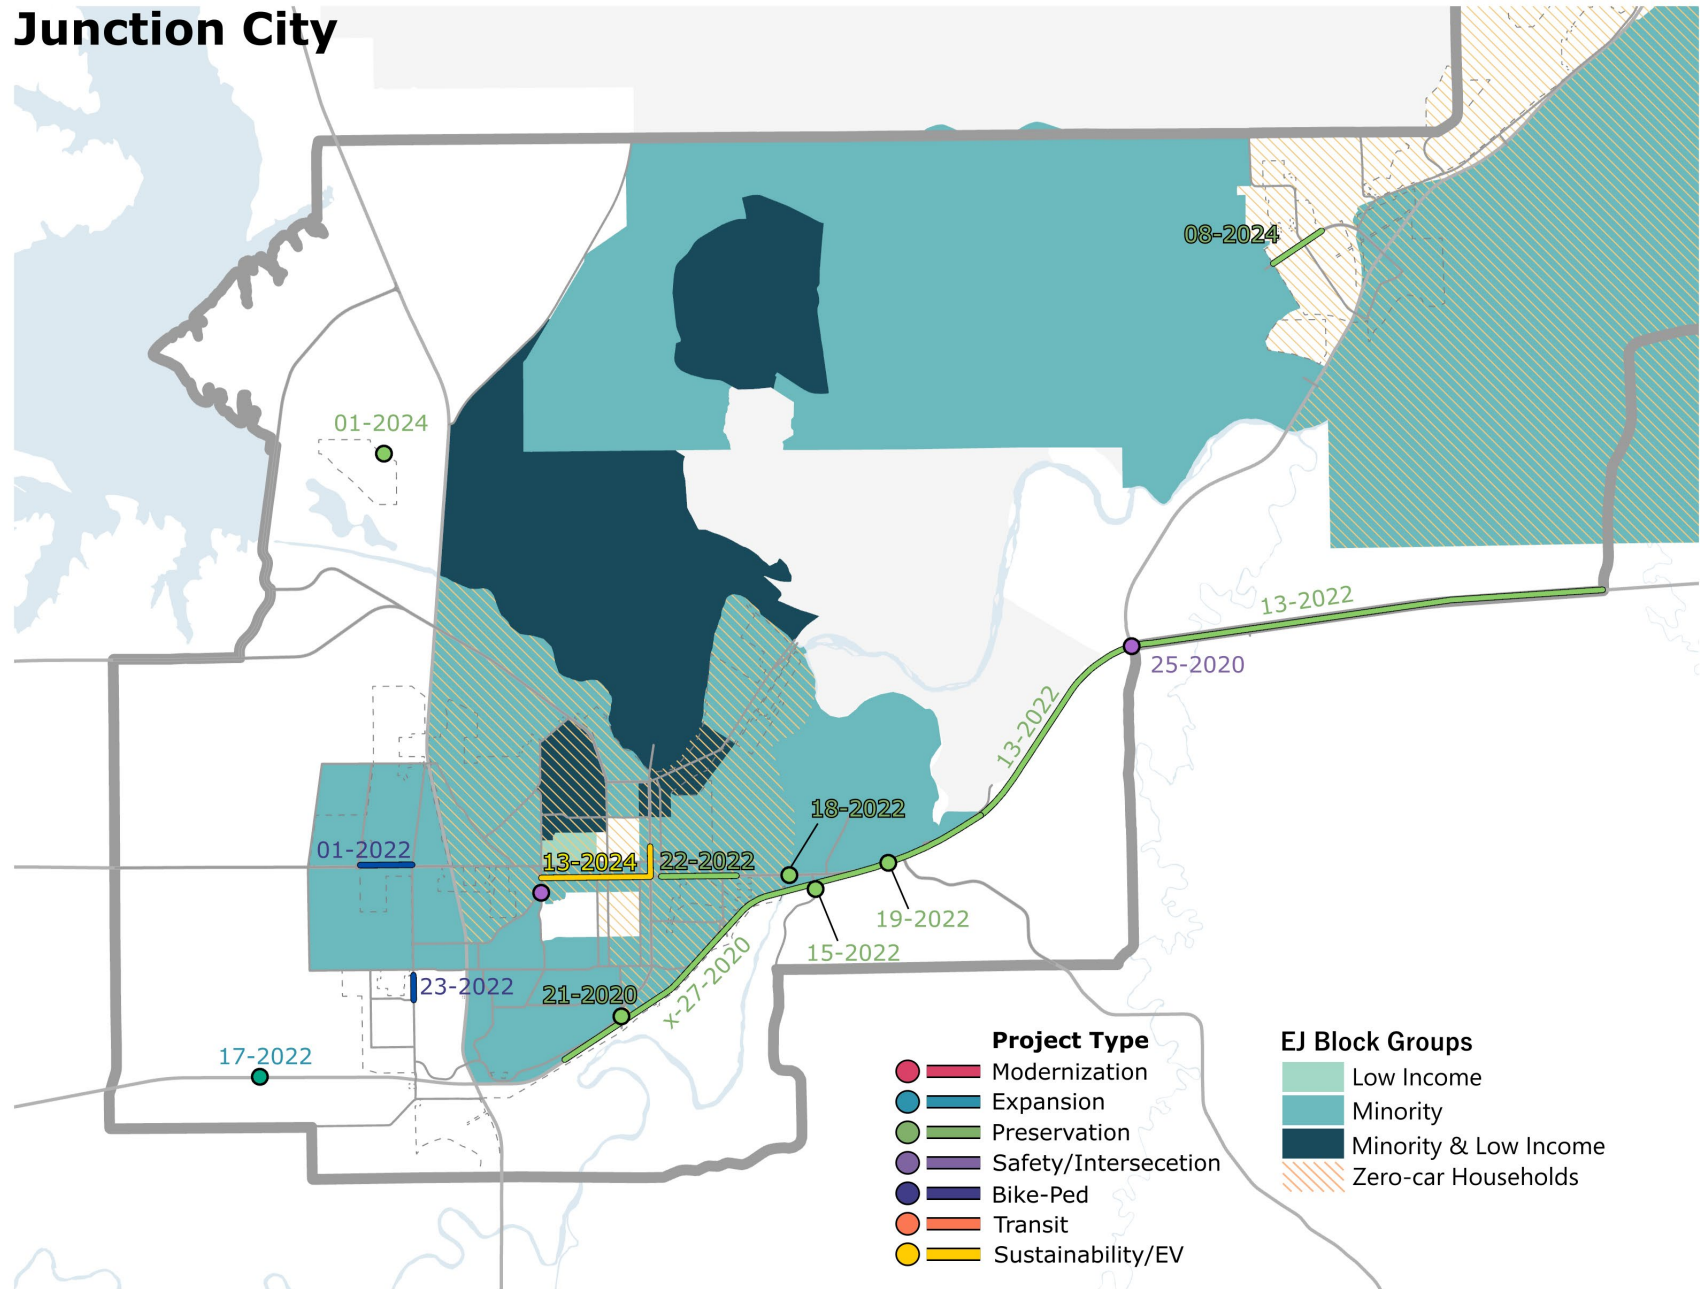 Junction City
08-2024
01-2024
13-2022
25-2020
13-2022
18-2022
01-2022
13-2024
22-2022
19-2022
15-2022
x-27-2020
23-2022
21-2020
17-2022
Project Type
Modernization
Expansion
Preservation
Safety/Intersecetion
Bike-Ped
Transit
Sustainability/EV
EJ Block Groups
Low Income
Minority
Minority & Low Income
Zero-car Households